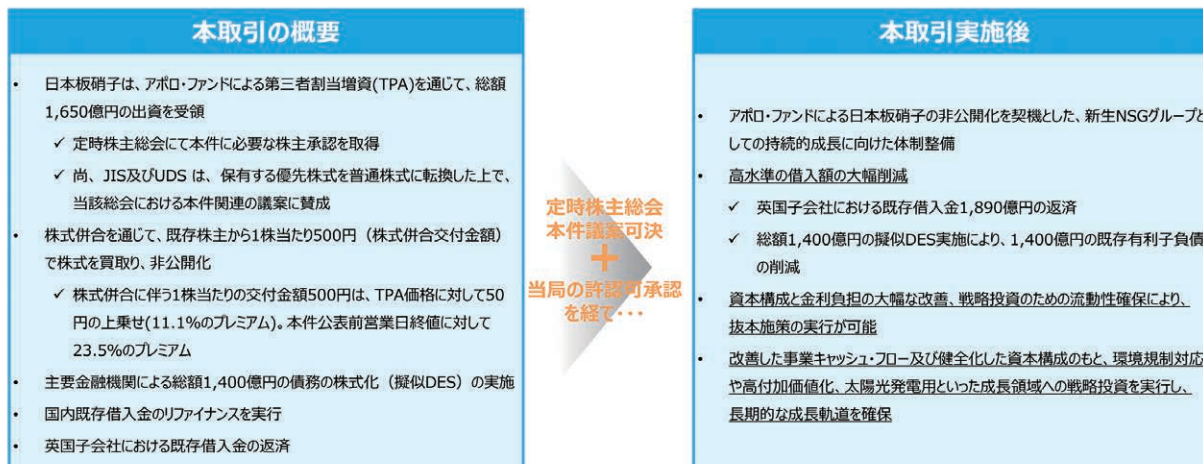 本取引の概要
• 日本板硝子は、アポロ・ファンドによる第三者割当増資(TPA)を通じて、総額
1,650億円の出資を受領
✓ 定時株主総会にて本件に必要な株主承認を取得
✓ 尚、JIS及びUDS は、保有する優先株式を普通株式に転換した上で、
当該総会における本件関連の議案に賛成
• 株式併合を通じて、既存株主から1株当たり500円（株式併合交付金額）
で株式を買取り、非公開化
✓ 株式併合に伴う1株当たりの交付金額500円は、TPA価格に対して50
円の上乗せ(11.1%のプレミアム)。本件公表前営業日終値に対して
23.5%のプレミアム
• 主要金融機関による総額1,400億円の債務の株式化（擬似DES）の実施
• 国内既存借入金のリファイナンスを実行
• 英国子会社における既存借入金の返済
定時株主総会
本件議案可決
+
当局の許認可承認
を経て・・・
本取引実施後
• アポロ・ファンドによる日本板硝子の非公開化を契機とした、新生NSGグループと
しての持続的成長に向けた体制整備
• 高水準の借入額の大幅削減
✓ 英国子会社における既存借入金1,890億円の返済
✓ 総額1,400億円の擬似DES実施により、1,400億円の既存有利子負債
の削減
• 資本構成と金利負担の大幅な改善、戦略投資のための流動性確保により、
抜本施策の実行が可能
• 改善した事業キャッシュ・フロー及び健全化した資本構成のもと、環境規制対応
や高付加価値化、太陽光発電用といった成長領域への戦略投資を実行し、
長期的な成長軌道を確保